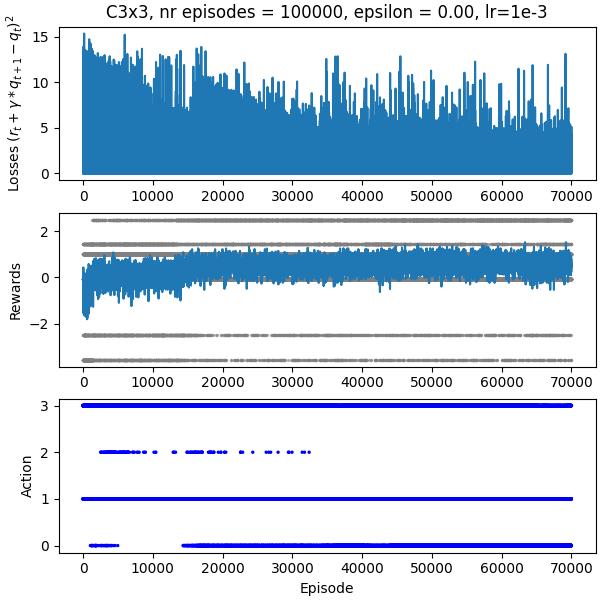 C3x3, nr episodes = 100000, epsilon = 0.00, lr=1e-3
Losses $(r_t + \gamma * q_{t+1} - q_t)^2$
15
10
5
0
0 10000 20000 30000 40000 50000 60000 70000
Rewards
2
0
−2
0 10000 20000 30000 40000 50000 60000 70000
Action
3
2
1
0
0 10000 20000 30000 40000 50000 60000 70000
Episode